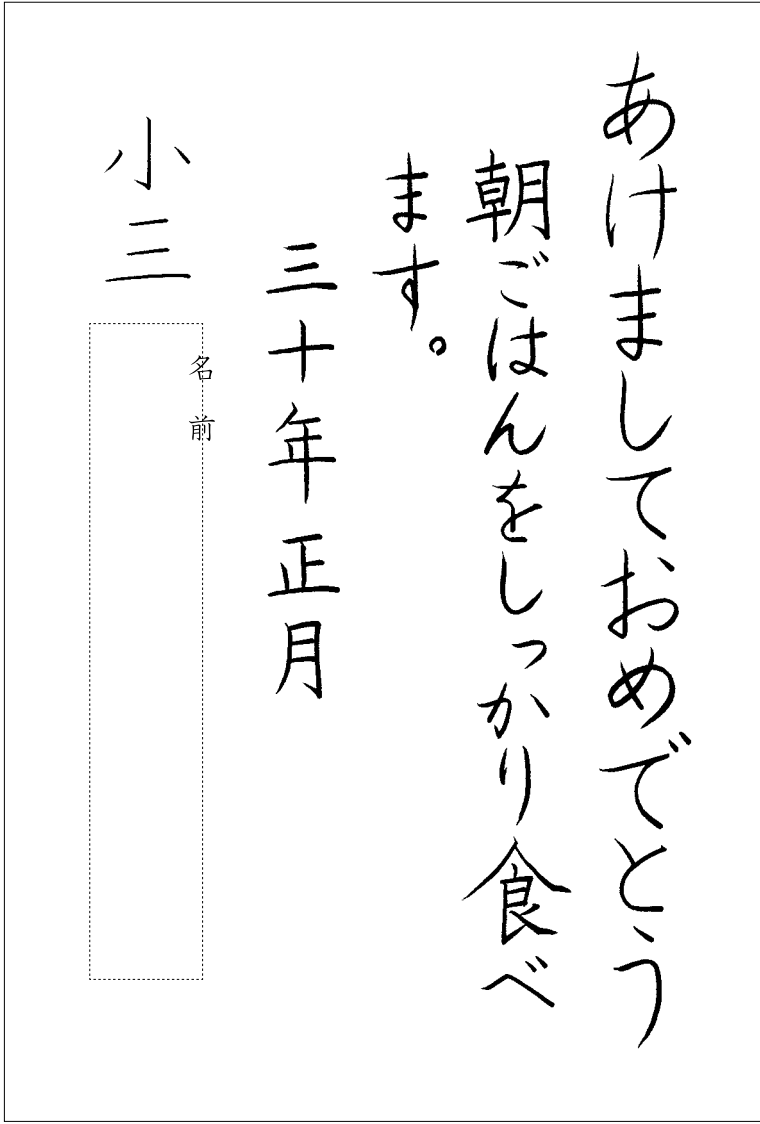 あけましておめでとう
朝ごはんをしっかり食べ
ます。
三十年正月
小三
名前